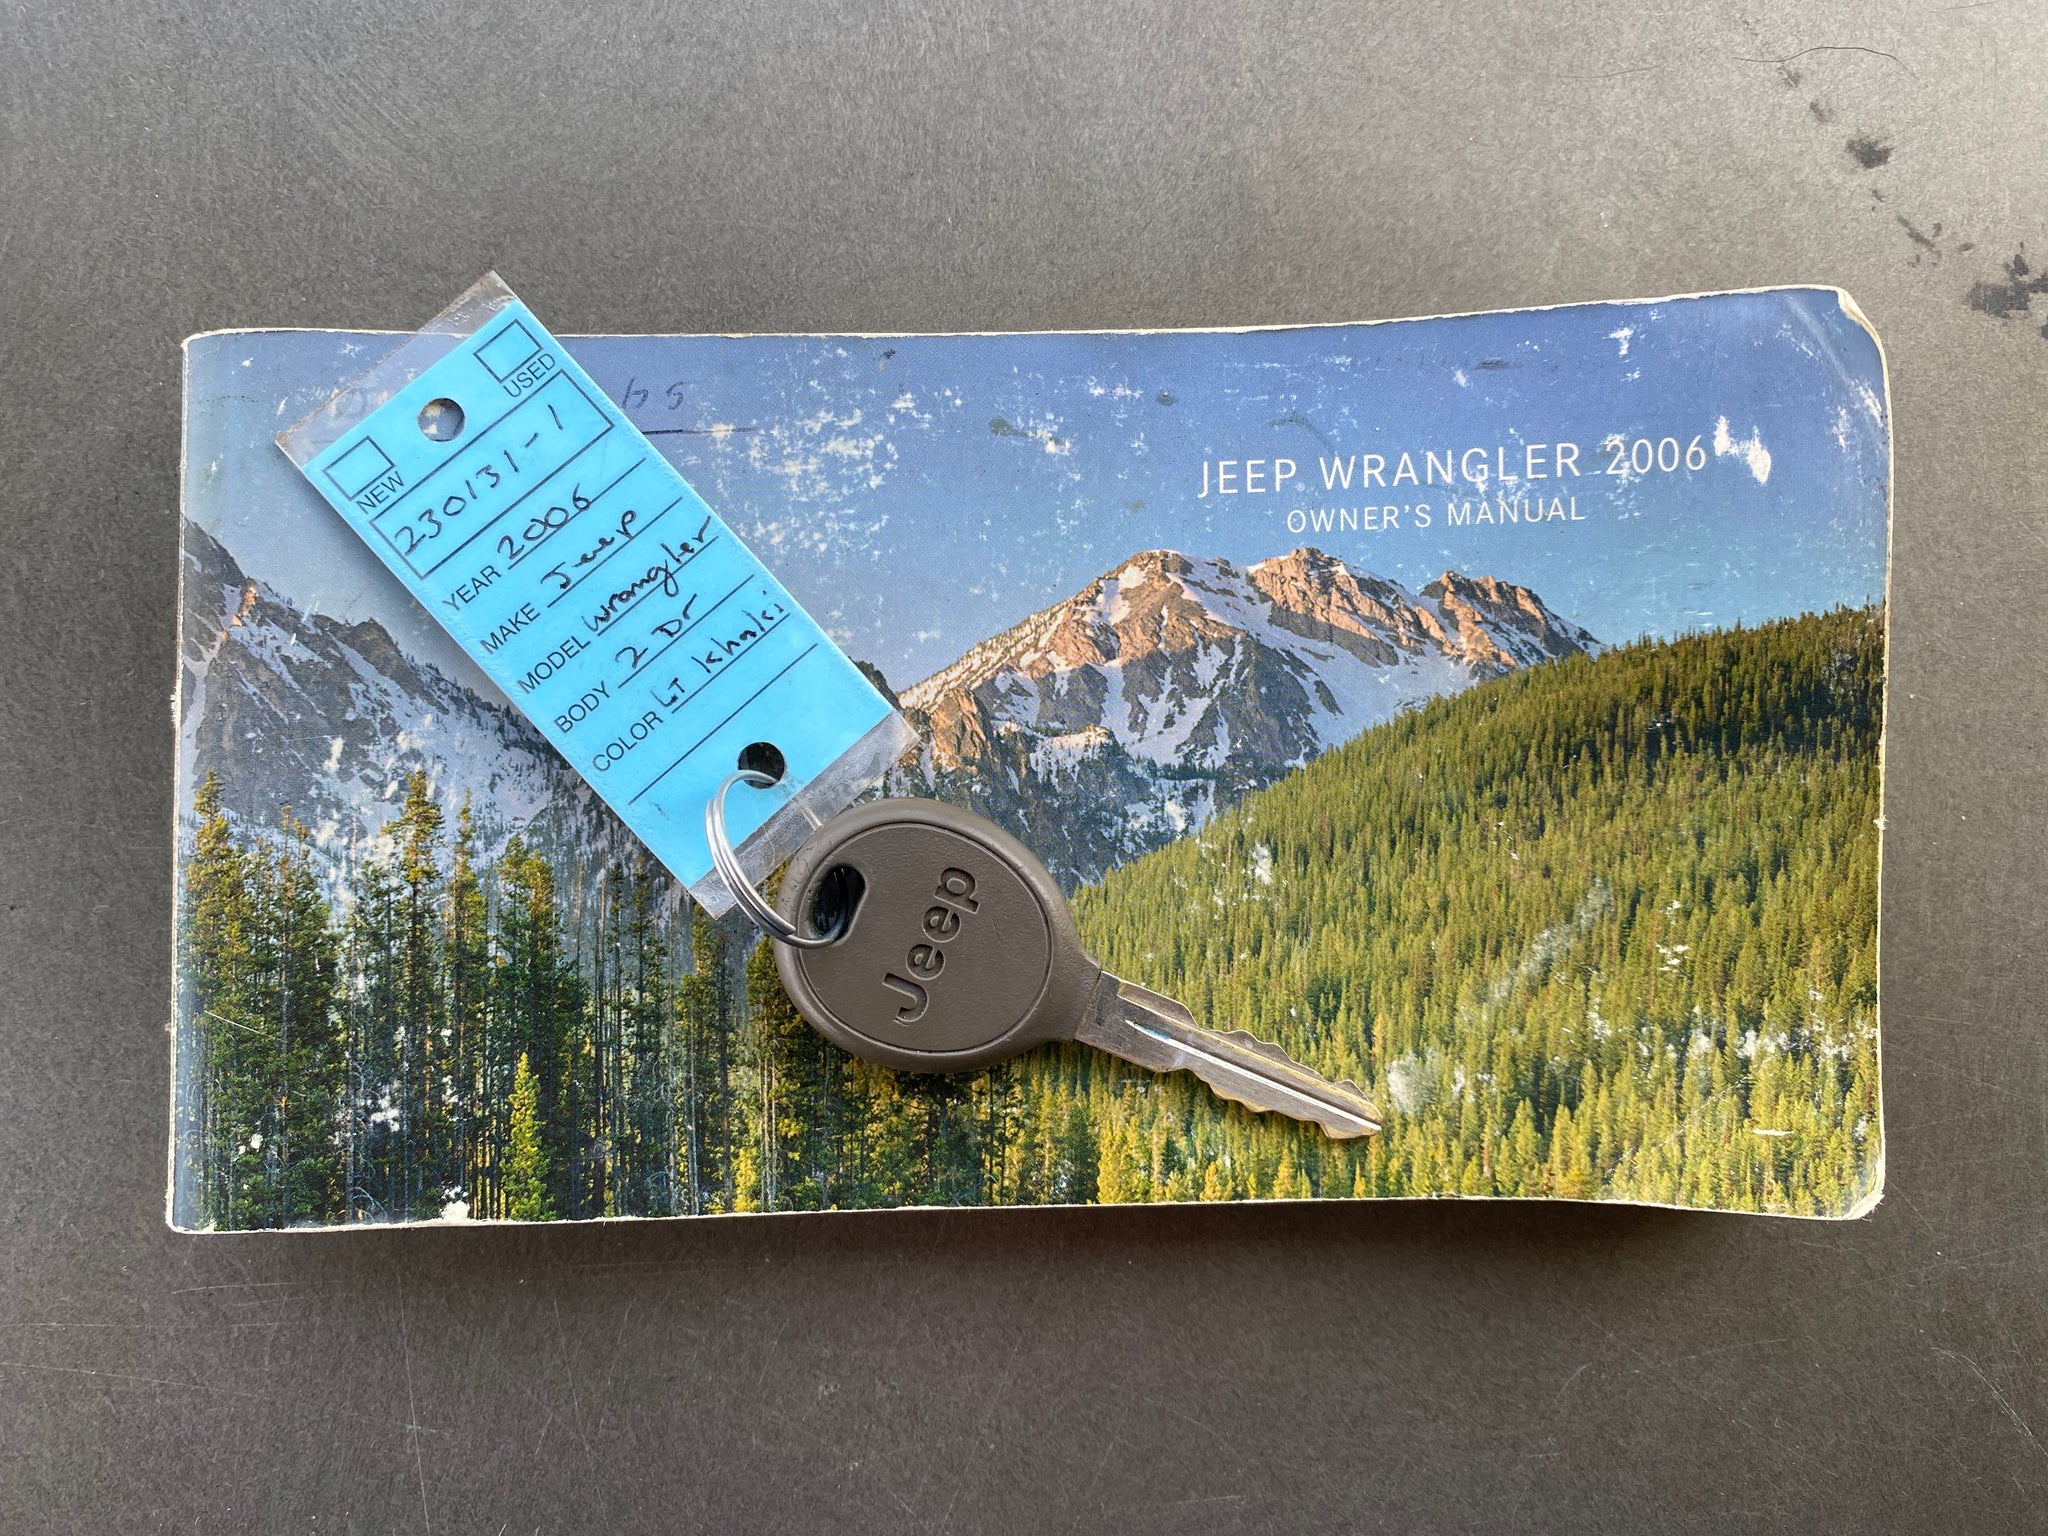 USED
NEW
230131-1
YEAR 2006
MAKE Jeep
MODEL Wrangler
BODY 2 Dr
COLOR LT Khaki
JEEP WRANGLER 2006
OWNER'S MANUAL
Jeep